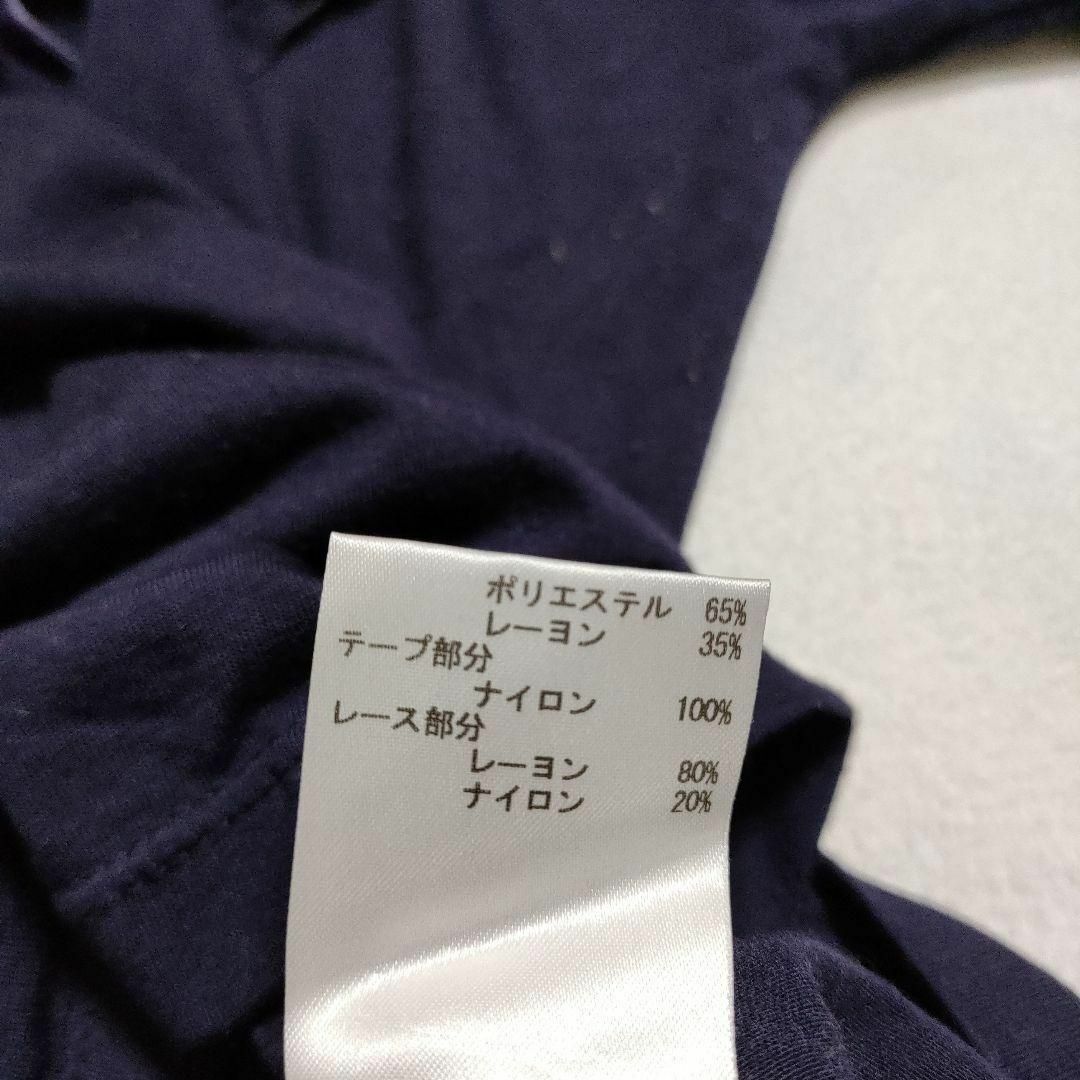 ポリエステル 65%
レーヨン 35%
テープ部分
ナイロン 100%
レース部分
レーヨン 80%
ナイロン 20%